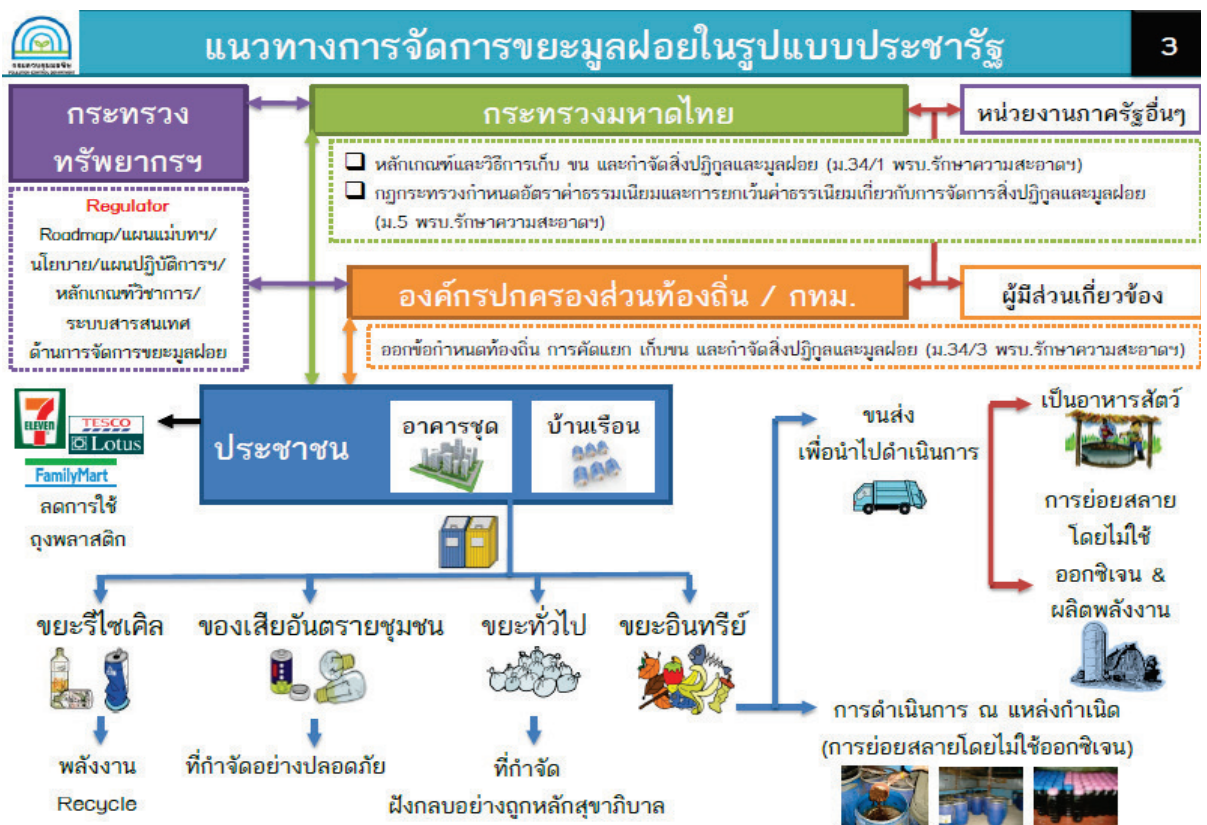 แนวทางการจัดการขยะมูลฝอยในรูปแบบประชารัฐ
3
กรมควบคุมมลพิษ
POLLUTION CONTROL DEPARTMENT
กระทรวง
ทรัพยากรฯ
กระทรวงมหาดไทย
หน่วยงานภาครัฐอื่นๆ
หลักเกณฑ์และวิธีการเก็บ ขน และกำจัดสิ่งปฏิกูลและมูลฝอย (ม.34/1 พรบ.รักษาความสะอาดฯ)
กฎกระทรวงกำหนดอัตราค่าธรรมเนียมและการยกเว้นค่าธรรเนียมเกี่ยวกับการจัดการสิ่งปฏิกูลและมูลฝอย
(ม.5 พรบ.รักษาความสะอาดฯ)
Regulator
Roadmap/แผนแม่บทฯ/
นโยบาย/แผนปฏิบัติการฯ/
หลักเกณฑ์วิชาการ/
ระบบสารสนเทศ
ด้านการจัดการขยะมูลฝอย
องค์กรปกครองส่วนท้องถิ่น / กทม.
ผู้มีส่วนเกี่ยวข้อง
ออกข้อกำหนดท้องถิ่น การคัดแยก เก็บขน และกำจัดสิ่งปฏิกูลและมูลฝอย (ม.34/3 พรบ.รักษาความสะอาดฯ)
7
ELEVEN
TESCO
Lotus
FamilyMart
ลดการใช้
ถุงพลาสติก
ประชาชน
อาคารชุด
บ้านเรือน
ขนส่ง
เพื่อนำไปดำเนินการ
เป็นอาหารสัตว์
การย่อยสลาย
โดยไม่ใช้
ออกซิเจน &
ผลิตพลังงาน
ขยะรีไซเคิล
ของเสียอันตรายชุมชน
ขยะทั่วไป
ขยะอินทรีย์
การดำเนินการ ณ แหล่งกำเนิด
(การย่อยสลายโดยไม่ใช้ออกซิเจน)
พลังงาน
Recycle
ที่กำจัดอย่างปลอดภัย
ที่กำจัด
ฝังกลบอย่างถูกหลักสุขาภิบาล